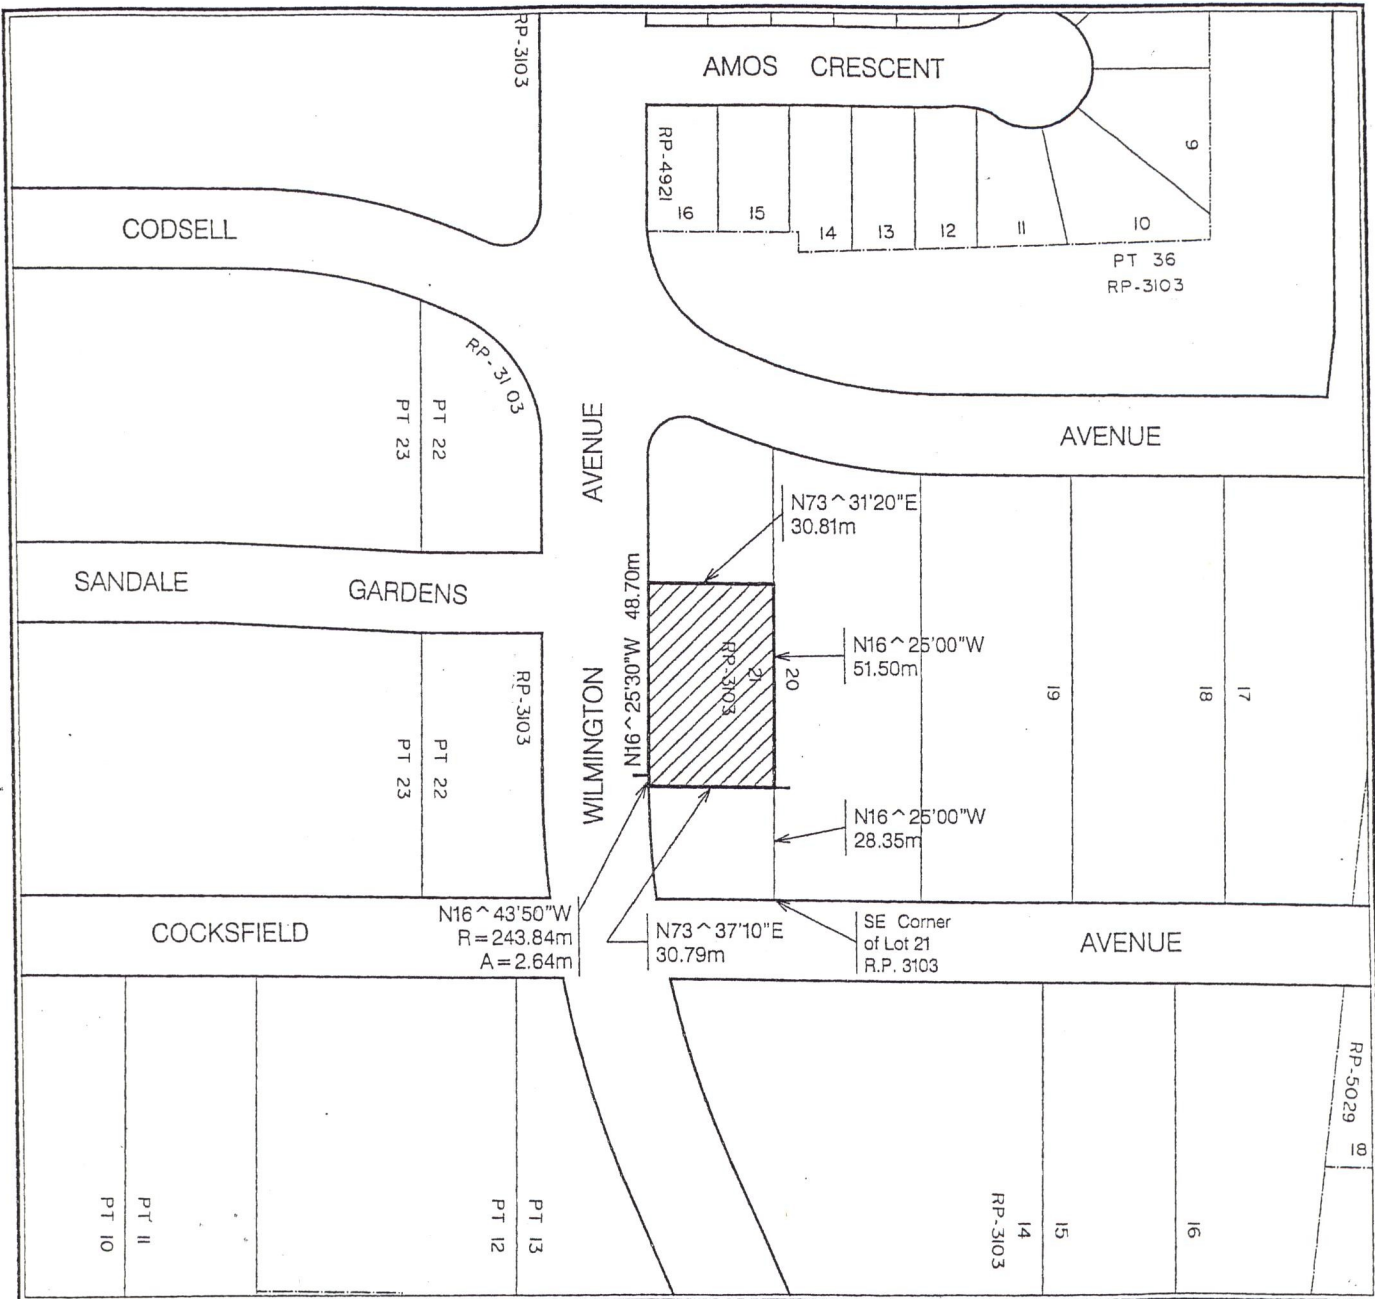 RP-3103
AMOS CRESCENT
RP-4921
16
15
14
13
12
11
10
9
PT 36
RP-3103
CODSELL
RP-3103
PT 23
PT 22
AVENUE
AVENUE
N73^31'20"E
30.81m
SANDALE GARDENS
N16^25'30"W 48.70m
RP-3103
21
20
N16^25'00"W
51.50m
19
18
17
WILMINGTON
RP-3103
PT 23
PT 22
N16^25'00"W
28.35m
COCKSFIELD
N16^43'50"W
R=243.84m
A=2.64m
N73^37'10"E
30.79m
SE Corner
of Lot 21
R.P. 3103
AVENUE
RP-5029
18
PT 10
PT 11
PT 12
PT 13
RP-3103
14
15
16